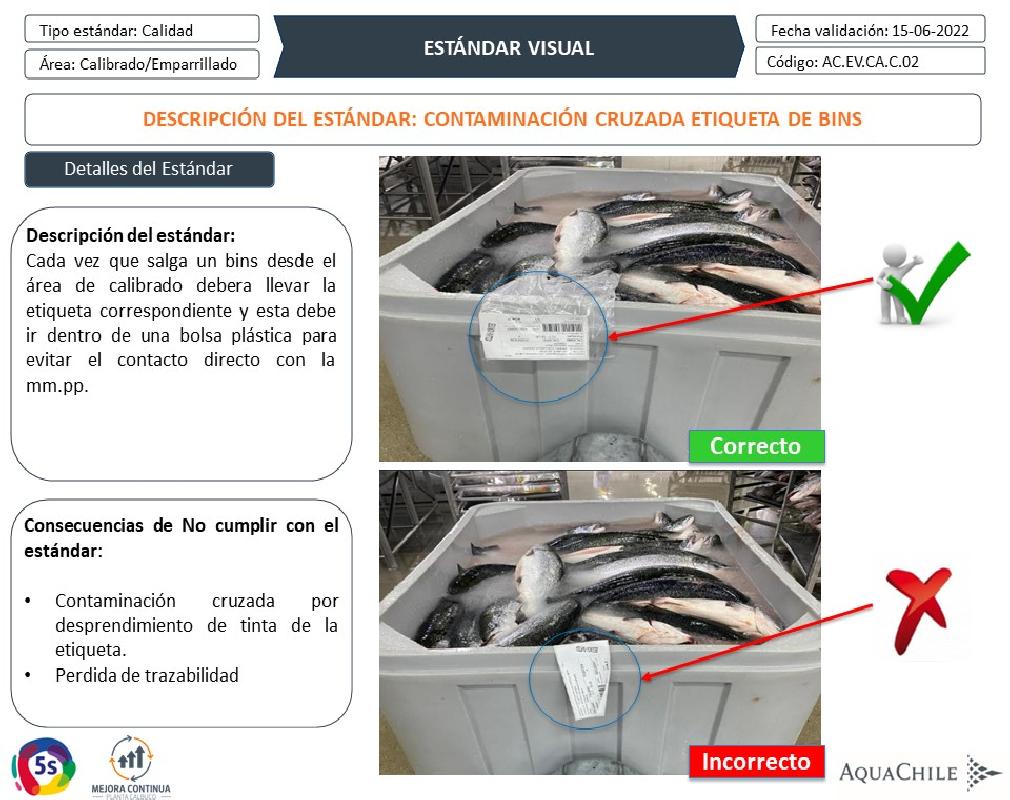 Tipo estándar: Calidad
Área: Calibrado/Emparrillado
ESTÁNDAR VISUAL
Fecha validación: 15-06-2022
Código: AC.EV.CA.C.02
DESCRIPCIÓN DEL ESTÁNDAR: CONTAMINACIÓN CRUZADA ETIQUETA DE BINS
Detalles del Estándar
Descripción del estándar:
Cada vez que salga un bins desde el
área de calibrado debera llevar la
etiqueta correspondiente y esta debe
ir dentro de una bolsa plástica para
evitar el contacto directo con la
mm.pp.
Correcto
Consecuencias de No cumplir con el
estándar:
• Contaminación cruzada por
desprendimiento de tinta de la
etiqueta.
• Perdida de trazabilidad
Incorrecto
5s
MEJORA CONTINUA
PLANTA CALBUCO
AQUACHILE